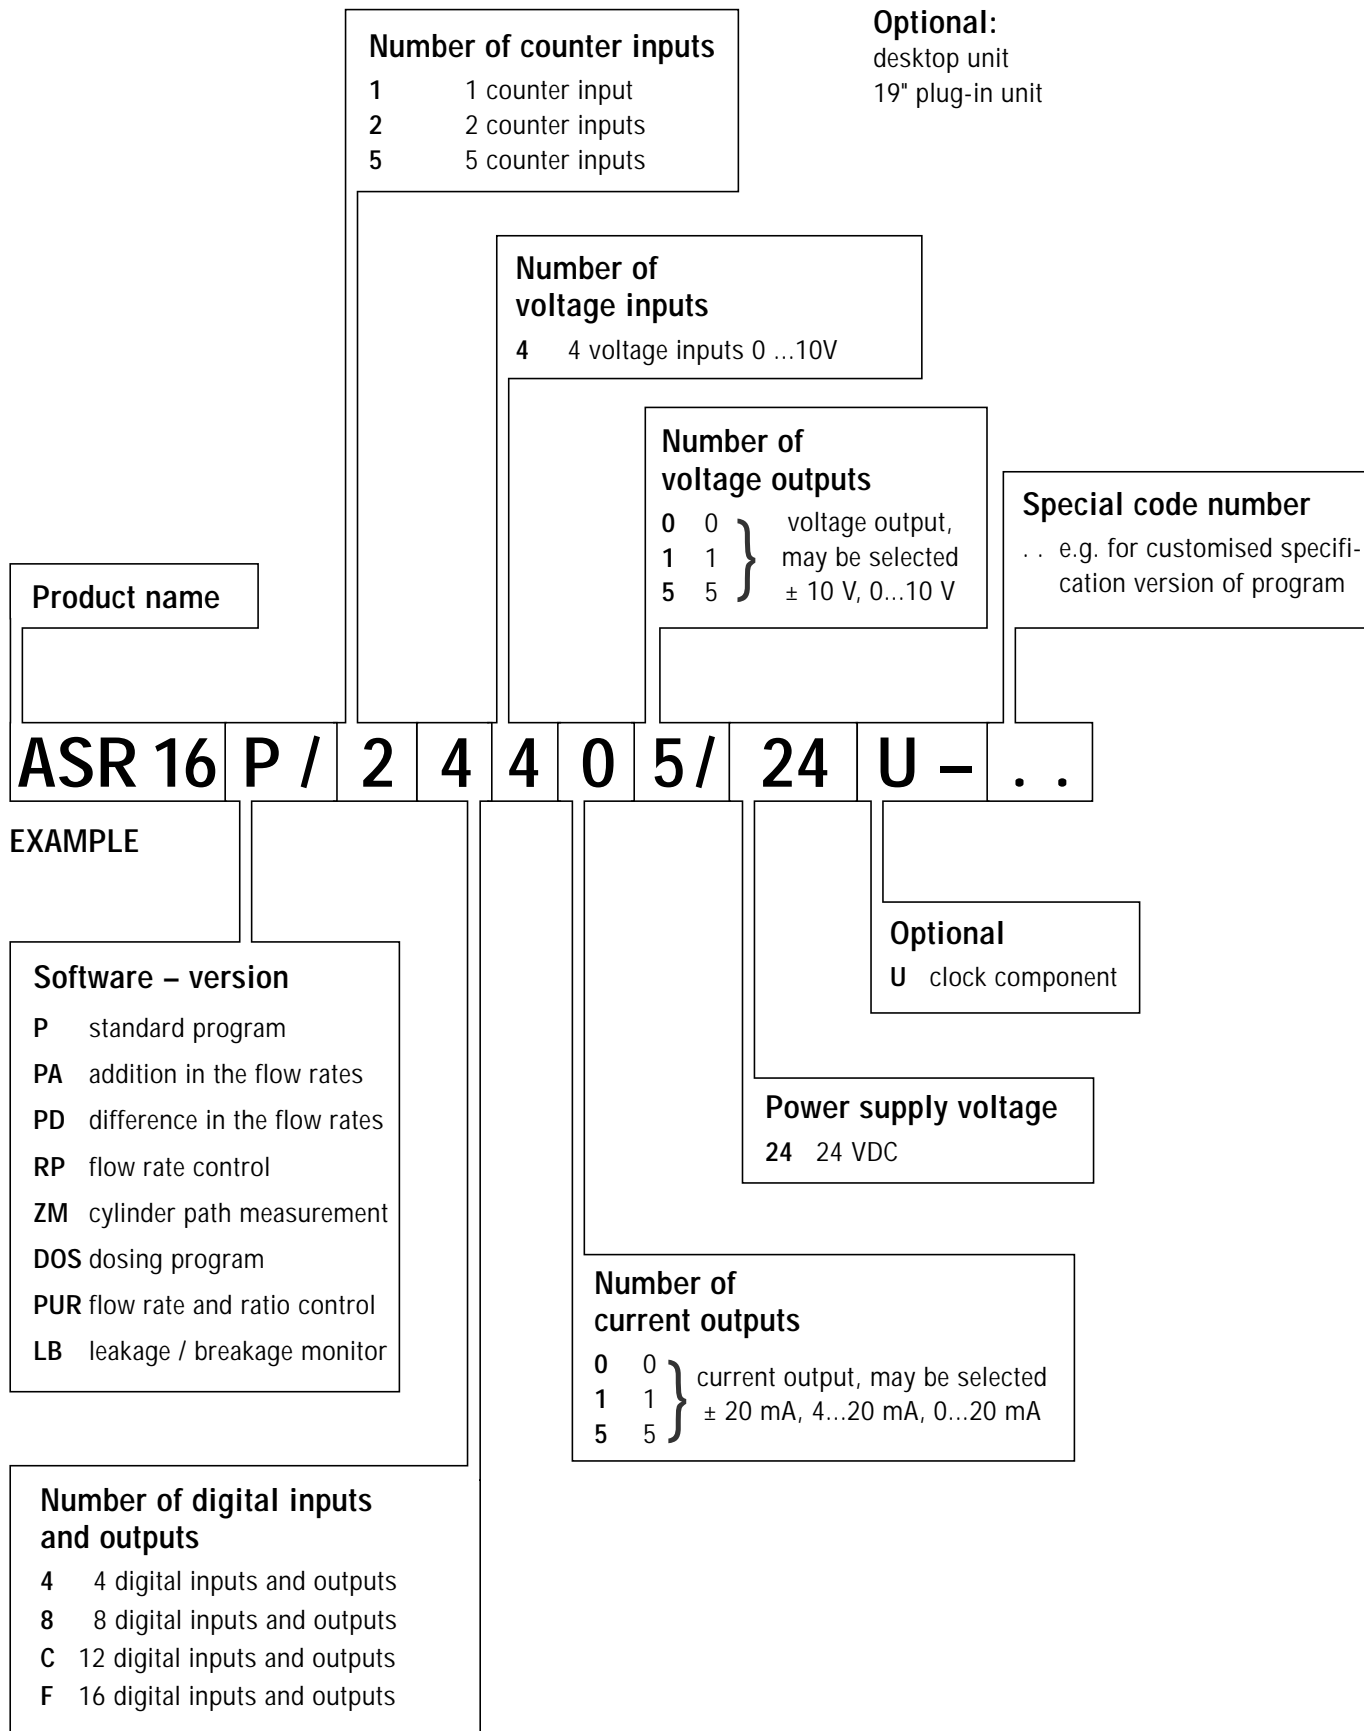 Number of counter inputs
1 1 counter input
2 2 counter inputs
5 5 counter inputs
Optional:
desktop unit
19" plug-in unit
Number of
voltage inputs
4 4 voltage inputs 0 ...10V
Number of
voltage outputs
0 0 voltage output,
1 1 may be selected
5 5 ± 10 V, 0...10 V
Special code number
. . e.g. for customised specifi-
cation version of program
Product name
ASR 16 P / 2 4 4 0 5 / 24 U – . .
EXAMPLE
Software – version
P standard program
PA addition in the flow rates
PD difference in the flow rates
RP flow rate control
ZM cylinder path measurement
DOS dosing program
PUR flow rate and ratio control
LB leakage / breakage monitor
Optional
U clock component
Power supply voltage
24 24 VDC
Number of
current outputs
0 0 current output, may be selected
1 1 ± 20 mA, 4...20 mA, 0...20 mA
5 5
Number of digital inputs
and outputs
4 4 digital inputs and outputs
8 8 digital inputs and outputs
C 12 digital inputs and outputs
F 16 digital inputs and outputs